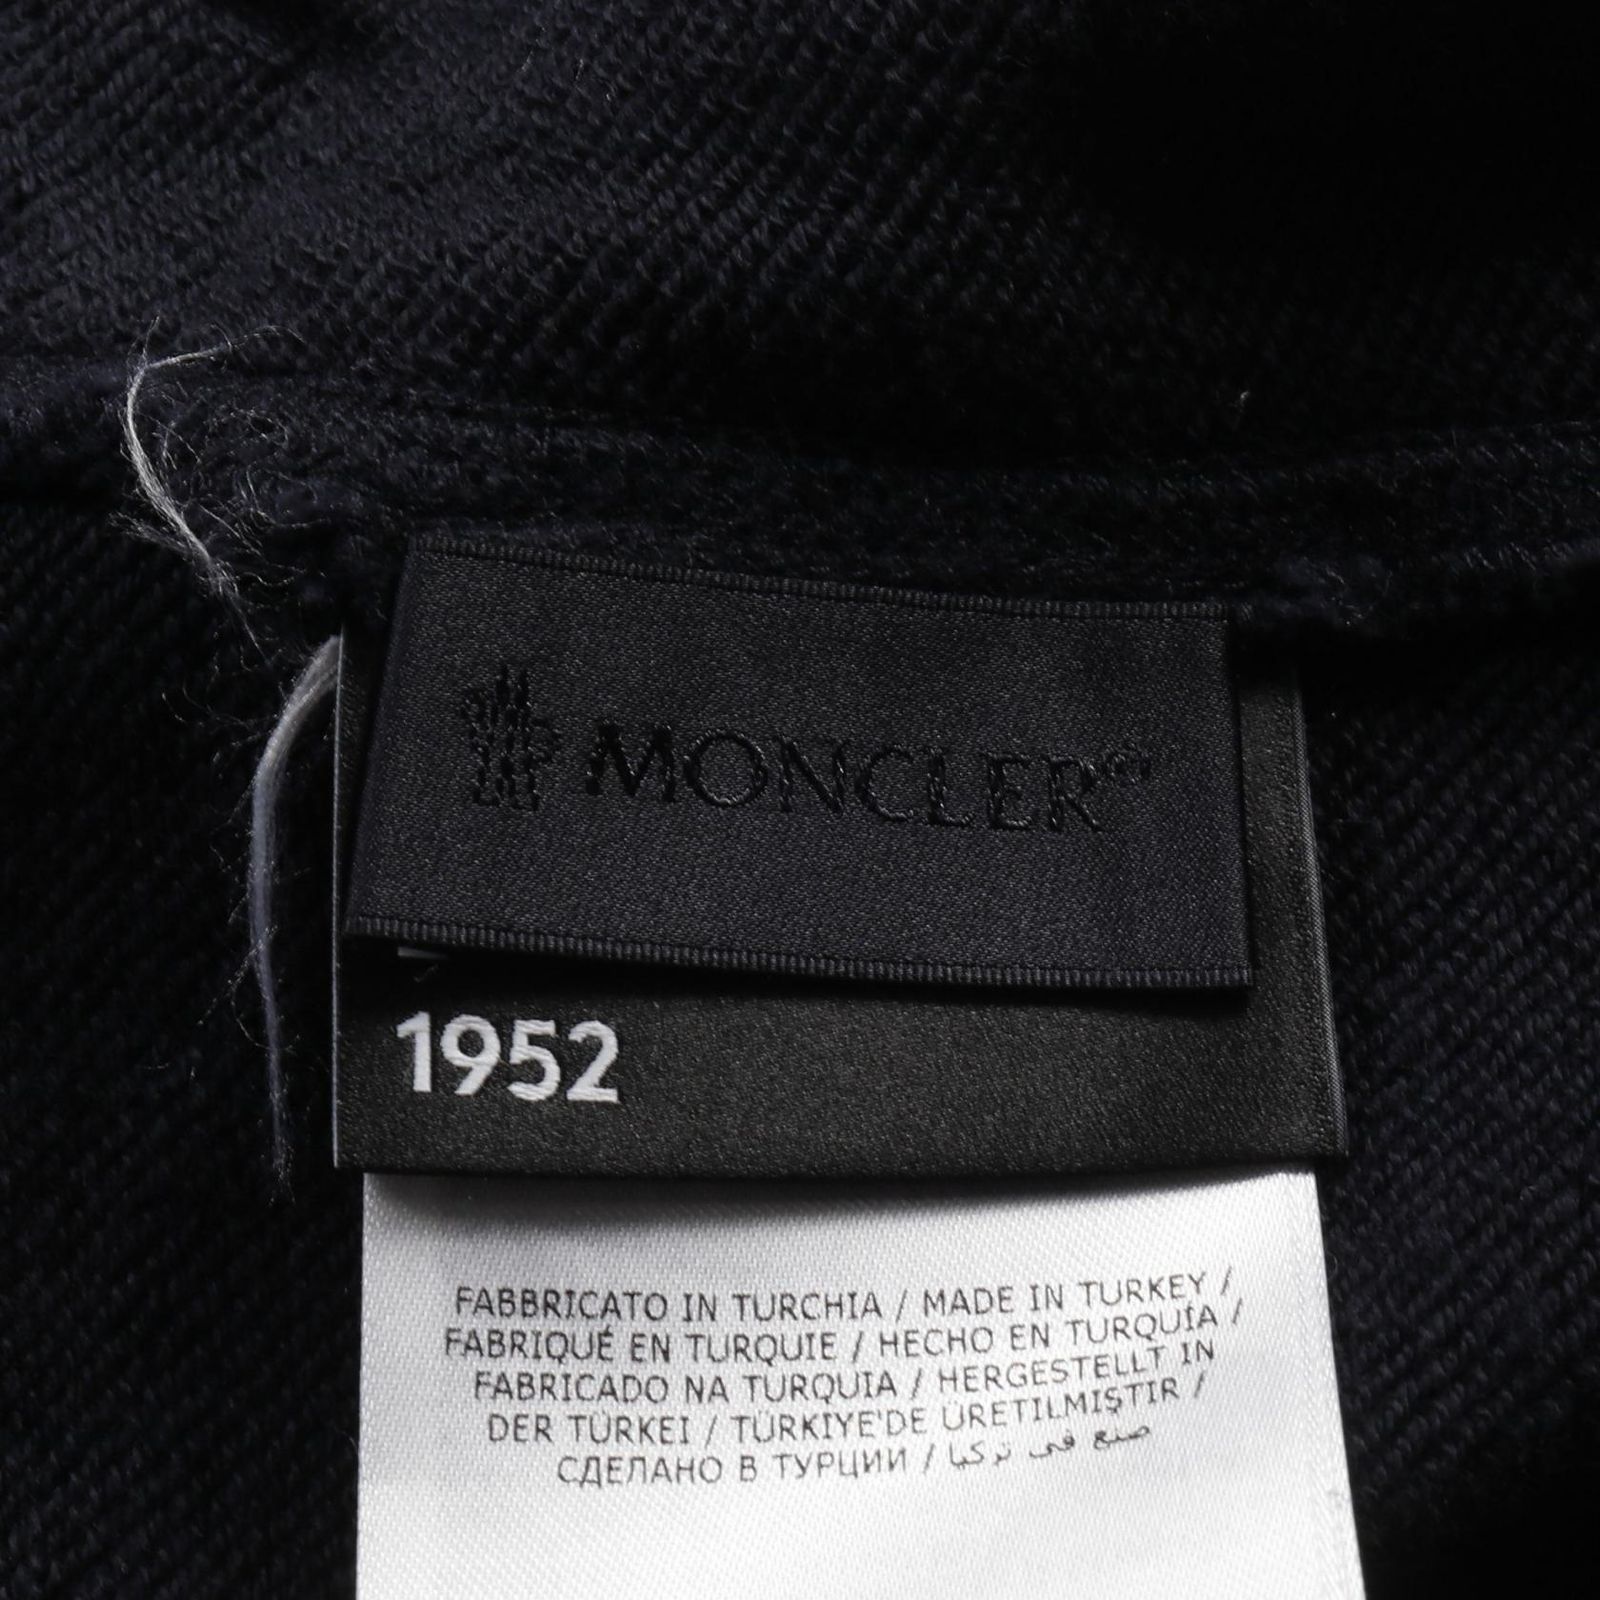 MONCLER®
1952
FABBRICATO IN TURCHIA / MADE IN TURKEY /
FABRIQUÉ EN TURQUIE / HECHO EN TURQUÍA /
FABRICADO NA TURQUIA / HERGESTELLT IN
DER TÜRKEI / TÜRKIYE'DE ÜRETILMIŞTIR /
СДЕЛАНО В ТУРЦИИ / صنع في تركيا